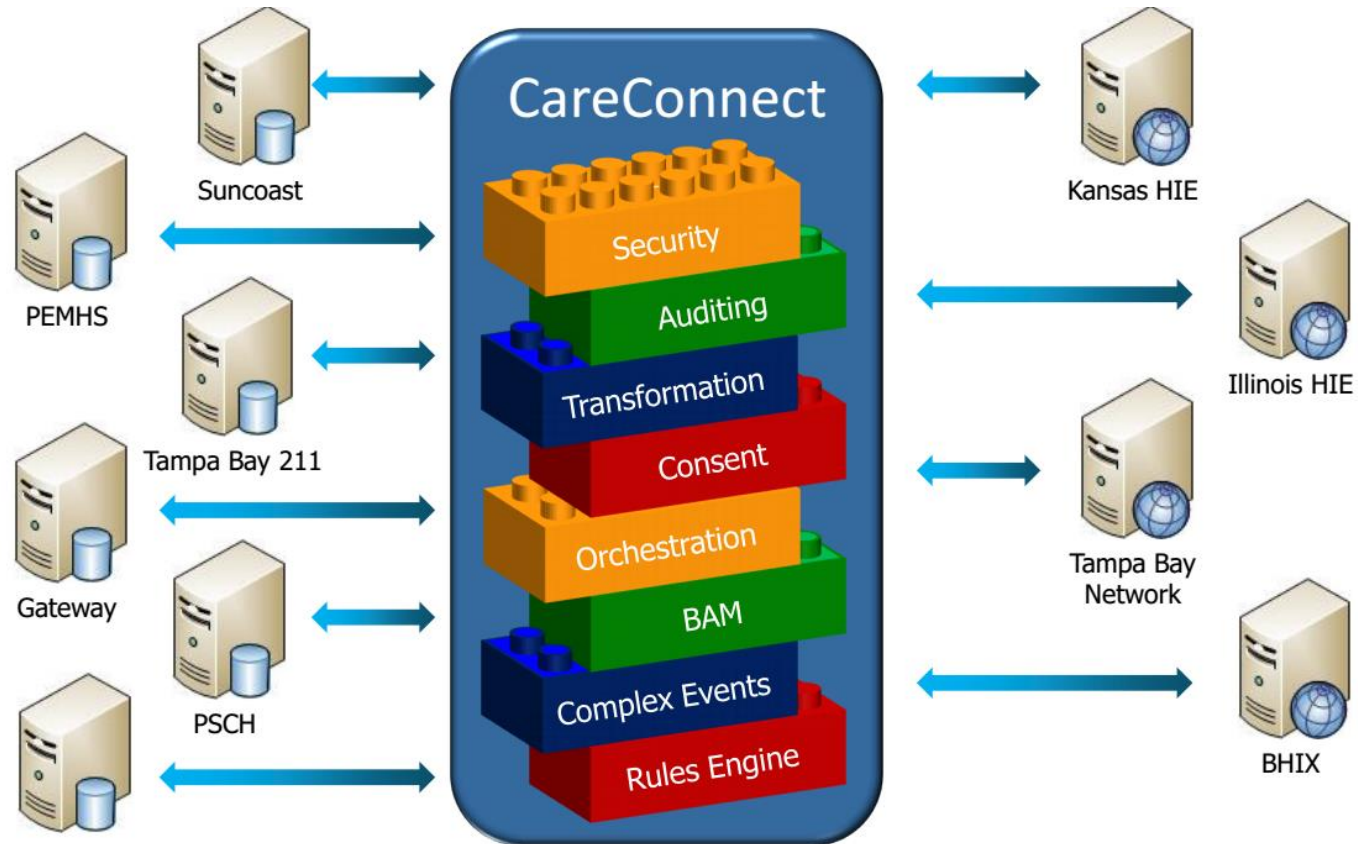 CareConnect
Suncoast
PEMHS
Tampa Bay 211
Gateway
PSCH
Security
Auditing
Transformation
Consent
Orchestration
BAM
Complex Events
Rules Engine
Kansas HIE
Illinois HIE
Tampa Bay
Network
BHIX